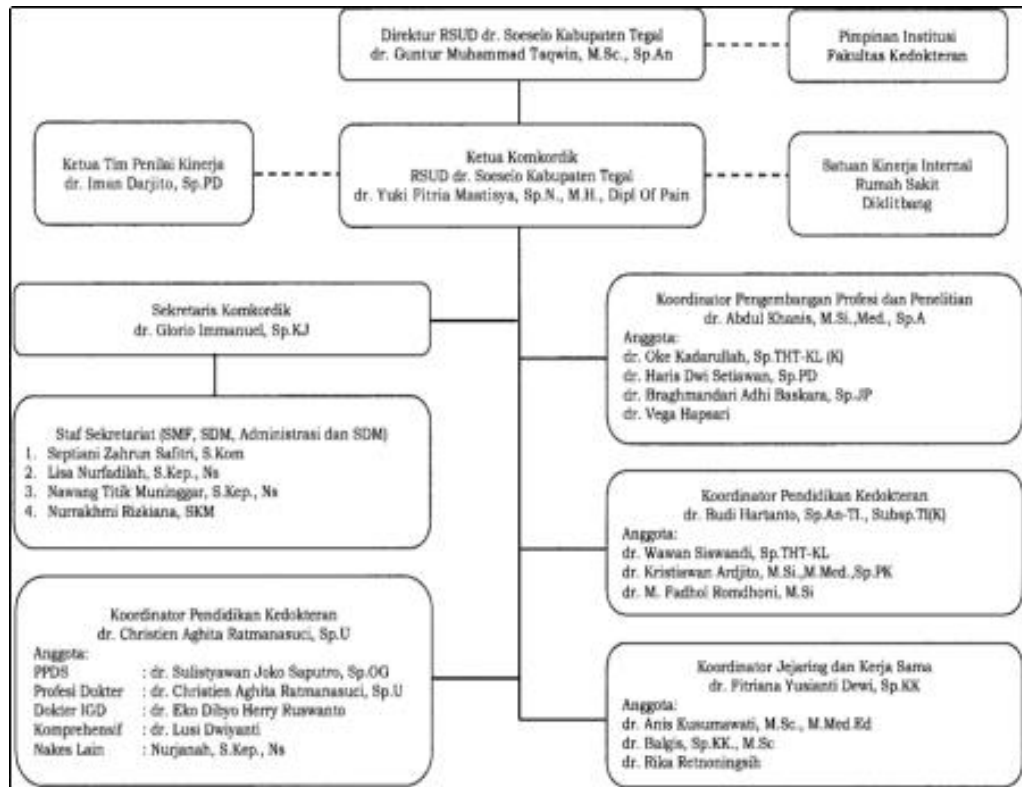 Direktur RSUD dr. Soeselo Kabupaten Tegal
dr. Guntur Muhammad Taqwin, M.Sc., Sp.An
Pimpinan Institusi
Fakultas Kedokteran
Ketua Tim Penilai Kinerja
dr. Iman Darjito, Sp.PD
Ketua Komkordik
RSUD dr. Soeselo Kabupaten Tegal
dr. Yuki Fitria Maatisya, Sp.N., M.H., Dipl Of Pain
Satuan Kinerja Internal
Rumah Sakit
Diklitbang
Sekretaris Komkordik
dr. Glorio Immanuel, Sp.KJ
Koordinator Pengembangan Profesi dan Penelitian
dr. Abdul Khanis, M.Si.,Med., Sp.A
Anggota:
dr. Oke Kadarullah, Sp.THT-KL (K)
dr. Haris Dwi Setiawan, Sp.PD
dr. Braghmandari Adhi Baskara, Sp.JP
dr. Vega Hapsari
Staf Sekretariat (SMF, SDM, Administrasi dan SDM)
1. Septiani Zahrun Safitri, S.Kom
2. Lisa Nurfadilah, S.Kep., Ns
3. Nawang Titik Muninggar, S.Kep., Ns
4. Nurrakhmi Rizkiana, SKM
Koordinator Pendidikan Kedokteran
dr. Budi Hartanto, Sp.An-TI., Subsp.TI(K)
Anggota:
dr. Wawan Siswandi, Sp.THT-KL
dr. Kristiawan Ardjito, M.Si.,M.Med.,Sp.PK
dr. M. Fadhol Romdhoni, M.Si
Koordinator Pendidikan Kedokteran
dr. Christien Aghita Ratmanasuci, Sp.U
Anggota:
PPDS : dr. Sulistyawan Joko Saputro, Sp.OG
Profesi Dokter : dr. Christien Aghita Ratmanasuci, Sp.U
Dokter IGD : dr. Eko Dibyo Herry Ruswanto
Komprehensif : dr. Lusi Dwiyanti
Nakes Lain : Nurjanah, S.Kep., Ns
Koordinator Jejaring dan Kerja Sama
dr. Fitriana Yusianti Dewi, Sp.KK
Anggota:
dr. Anis Kusumawati, M.Sc., M.Med.Ed
dr. Balgis, Sp.KK., M.Sc
dr. Rika Retnoningsih